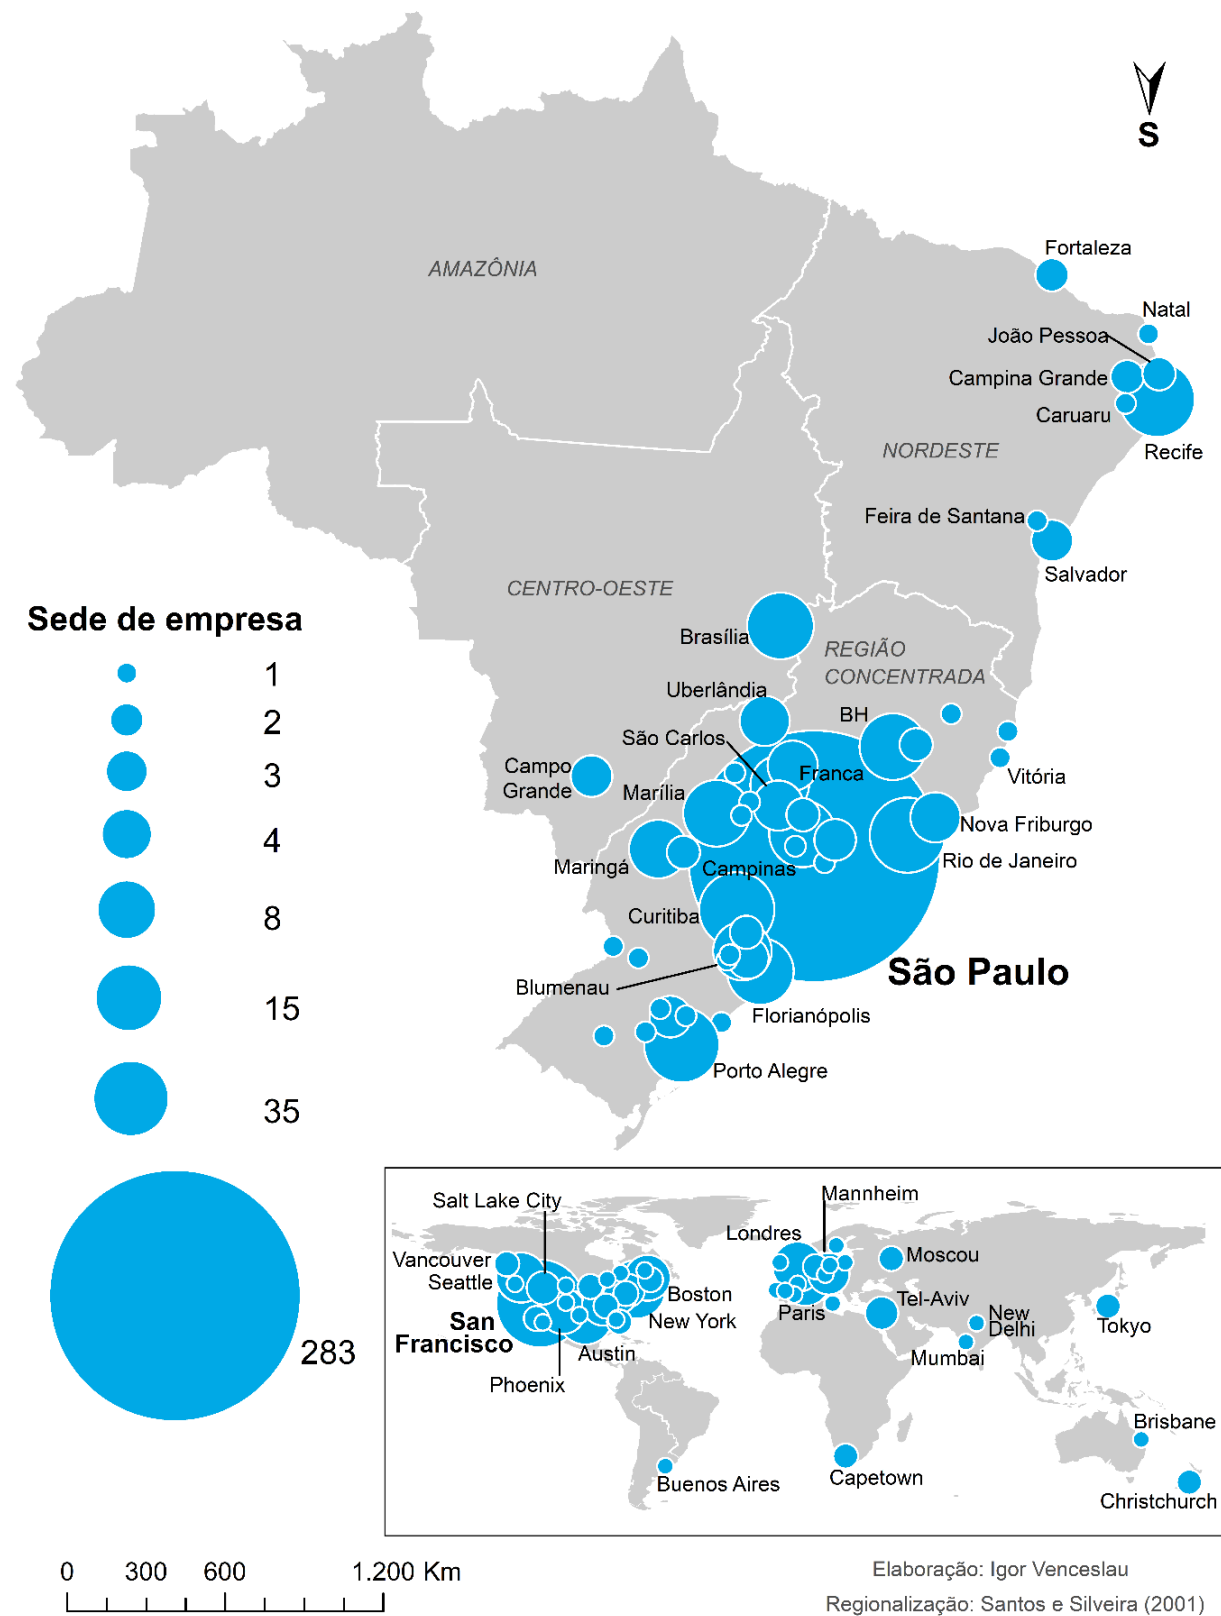 S
Fortaleza
Natal
João Pessoa
AMAZÔNIA
Campina Grande
Caruaru
NORDESTE
Recife
Feira de Santana
Salvador
CENTRO-OESTE
Sede de empresa
1
2
3
4
8
15
35
283
Brasília
REGIÃO
CONCENTRADA
Uberlândia
BH
São Carlos
Campo
Grande
Franca
Marília
Vitória
Nova Friburgo
Maringá
Campinas
Rio de Janeiro
Curitiba
São Paulo
Blumenau
Florianópolis
Porto Alegre
Salt Lake City
Mannheim
Londres
Vancouver
Seattle
Moscou
Boston
San
Francisco
New York
Paris
Tel-Aviv
New
Delhi
Tokyo
Austin
Mumbai
Phoenix
Brisbane
Buenos Aires
Capetown
Christchurch
0 300 600 1.200 Km
Elaboração: Igor Venceslau
Regionalização: Santos e Silveira (2001)